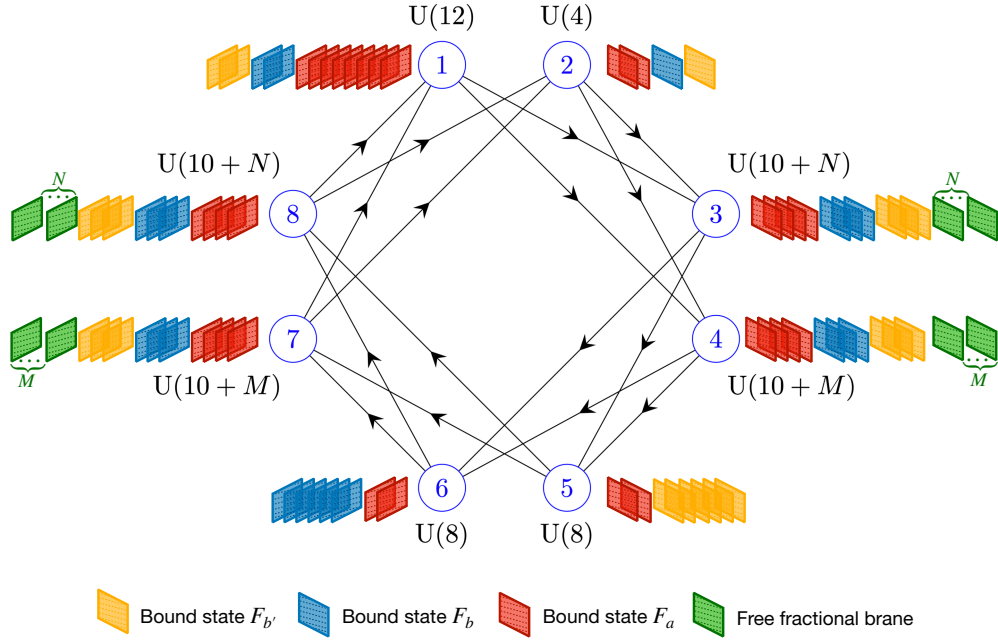 U(12) U(4)
1 2
U(10 + N) U(10 + N)
N N
8 3
7 4
M M
U(10 + M) U(10 + M)
6 5
U(8) U(8)
Bound state F_{b′} Bound state F_b Bound state F_a Free fractional brane